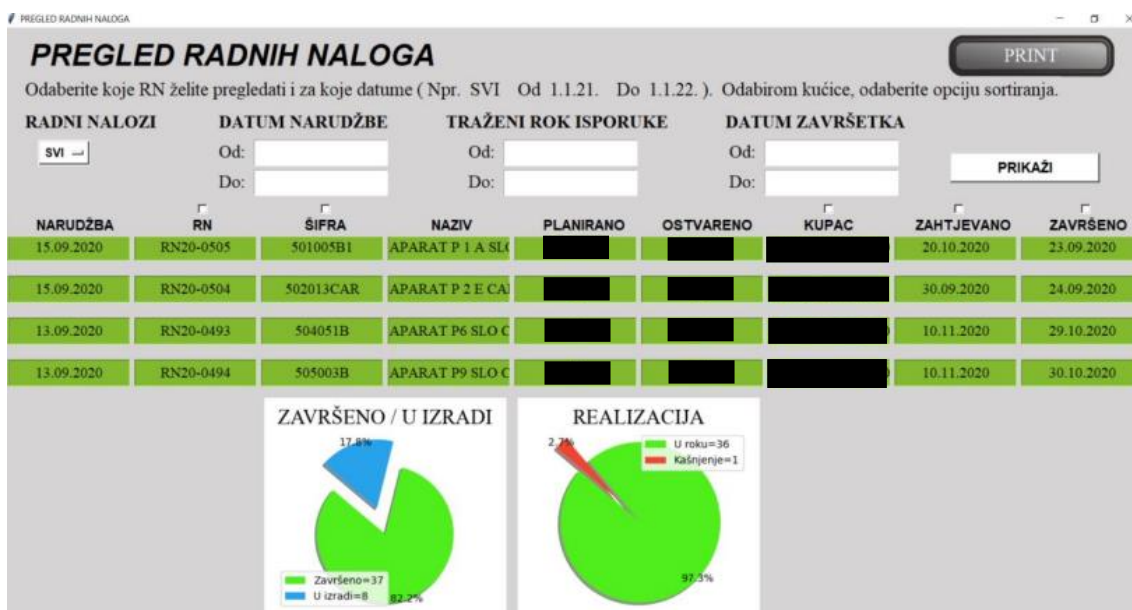 PREGLED RADNIH NALOGA
PREGLED RADNIH NALOGA
PRINT
Odaberite koje RN želite pregledati i za koje datume ( Npr. SVI Od 1.1.21. Do 1.1.22. ). Odabirom kućice, odaberite opciju sortiranja.
RADNI NALOZI DATUM NARUDŽBE TRAŽENI ROK ISPORUKE DATUM ZAVRŠETKA
SVI Od: Od: Od:
PRIKAŽI
Do: Do: Do:
NARUDŽBA RN ŠIFRA NAZIV PLANIRANO OSTVARENO KUPAC ZAHTJEVANO ZAVRŠENO
15.09.2020 RN20-0505 501005B1 APARAT P 1 A SLO 20.10.2020 23.09.2020
15.09.2020 RN20-0504 502013CAR APARAT P 2 E CA 30.09.2020 24.09.2020
13.09.2020 RN20-0493 504051B APARAT P6 SLO C 10.11.2020 29.10.2020
13.09.2020 RN20-0494 505003B APARAT P9 SLO C 10.11.2020 30.10.2020
ZAVRŠENO / U IZRADI
17.8%
Završeno=37
U izradi=8
82.2%
REALIZACIJA
2.7%
U roku=36
Kašnjenje=1
97.3%